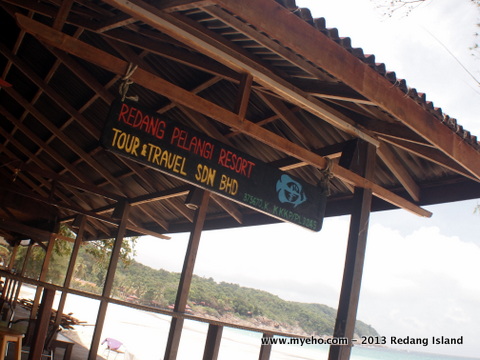 REDANG PELANGI RESORT
TOUR & TRAVEL SDN BHD
www.myeho.com - 2013 Redang Island